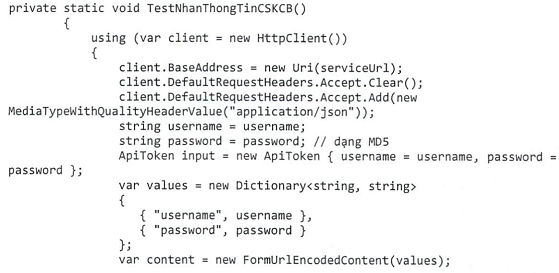 private static void TestNhanThongTinCSKCB()
{
using (var client = new HttpClient())
{
client.BaseAddress = new Uri(serviceUrl);
client.DefaultRequestHeaders.Accept.Clear();
client.DefaultRequestHeaders.Accept.Add(new
MediaTypeWithQualityHeaderValue("application/json"));
string username = username;
string password = password; // dạng MD5
ApiToken input = new ApiToken { username = username, password =
password };
var values = new Dictionary<string, string>
{
{ "username", username },
{ "password", password }
};
var content = new FormUrlEncodedContent(values);